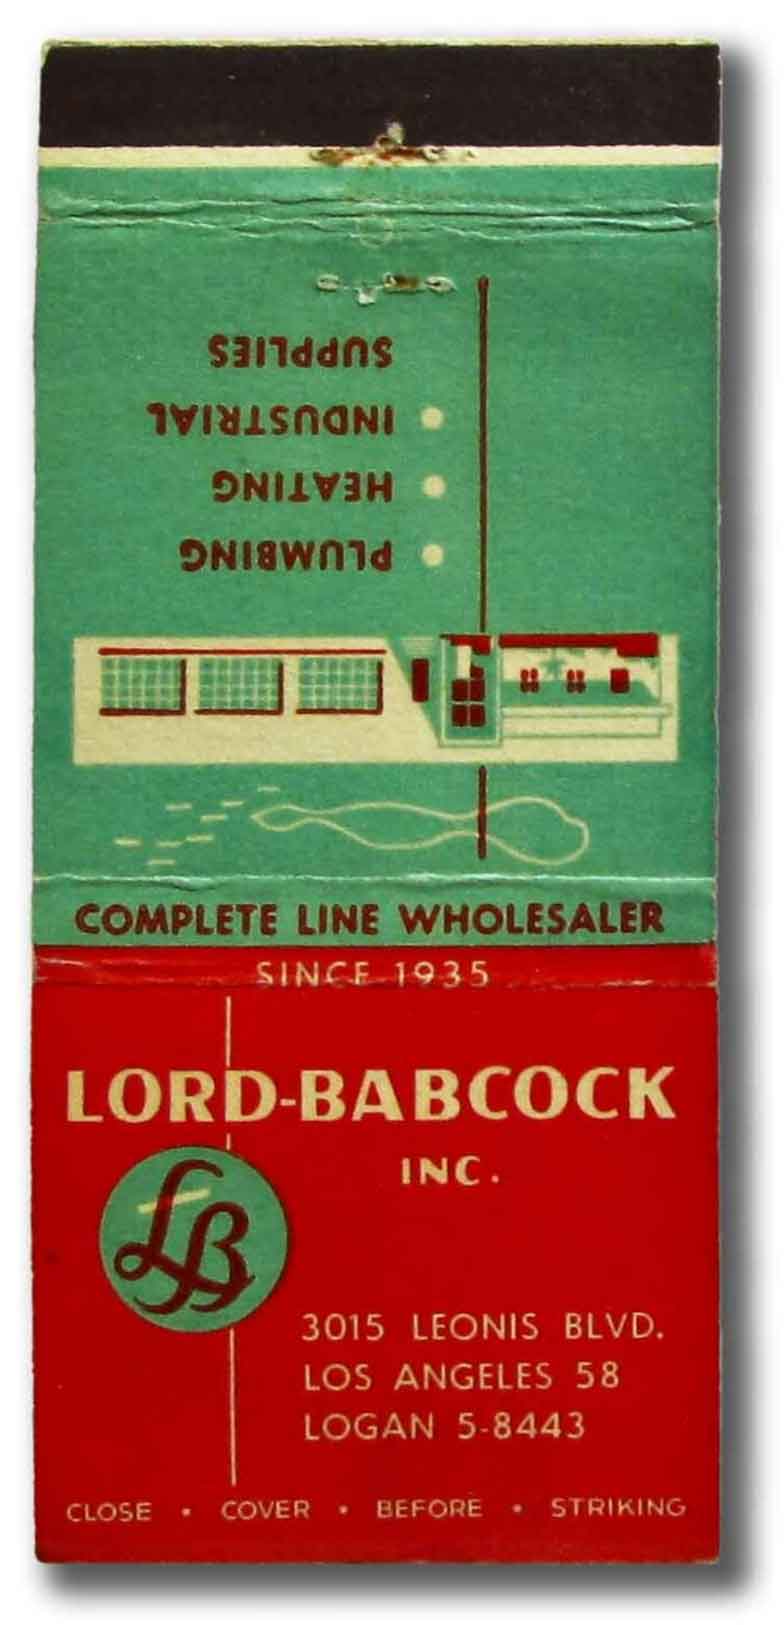 PLUMBING
HEATING
INDUSTRIAL
SUPPLIES
COMPLETE LINE WHOLESALER
SINCE 1935
LORD-BABCOCK
INC.
LB
3015 LEONIS BLVD.
LOS ANGELES 58
LOGAN 5-8443
CLOSE • COVER • BEFORE • STRIKING